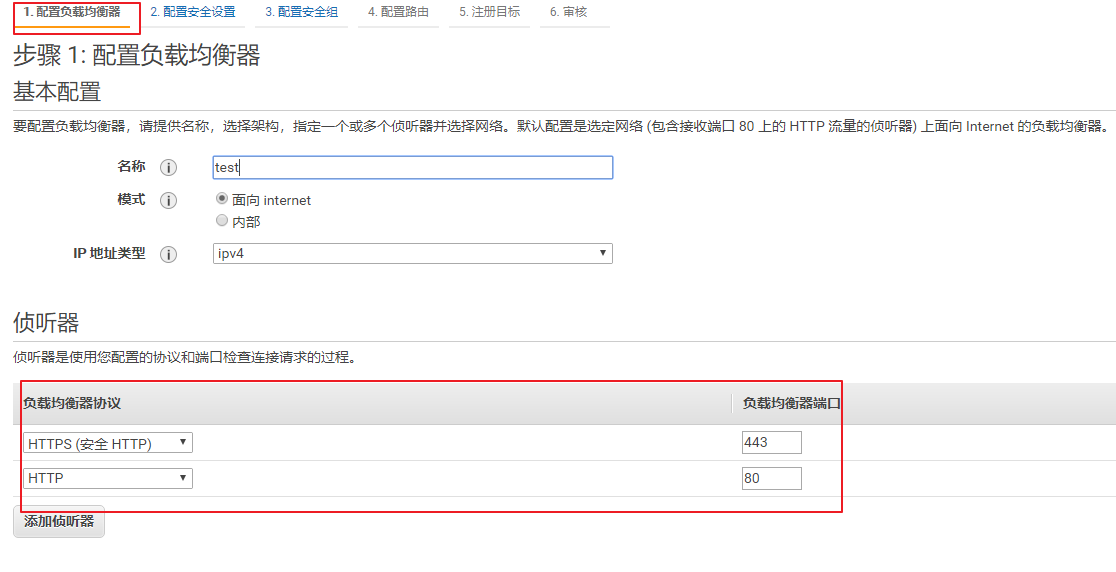 1. 配置负载均衡器 2. 配置安全设置 3. 配置安全组 4. 配置路由 5. 注册目标 6. 审核
步骤 1: 配置负载均衡器
基本配置
要配置负载均衡器，请提供名称，选择架构，指定一个或多个侦听器并选择网络。默认配置是选定网络 (包含接收端口 80 上的 HTTP 流量的侦听器) 上面向 Internet 的负载均衡器。
名称 i test
模式 i 面向 internet
内部
IP 地址类型 i ipv4
侦听器
侦听器是使用您配置的协议和端口检查连接请求的过程。
负载均衡器协议 负载均衡器端口
HTTPS (安全 HTTP) 443
HTTP 80
添加侦听器